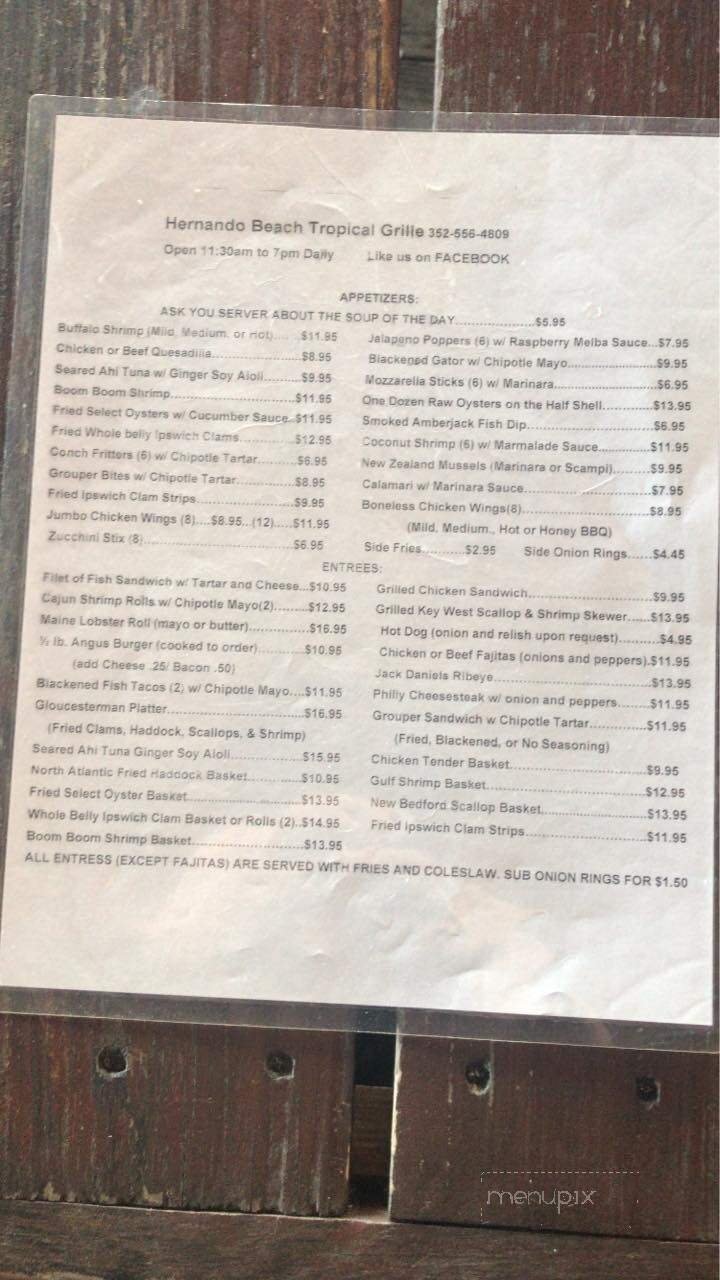 Hernando Beach Tropical Grille 352-556-4809
Open 11:30am to 7pm Daily Like us on FACEBOOK
APPETIZERS:
ASK YOU SERVER ABOUT THE SOUP OF THE DAY....................$5.95
Buffalo Shrimp (Mild, Medium, or Hot).... ..$11.95
Chicken or Beef Quesadilla.......................$8.95
Seared Ahi Tuna w/ Ginger Soy Aioli.........$9.95
Boom Boom Shrimp................................$11.95
Fried Select Oysters w/ Cucumber Sauce..$11.95
Fried Whole belly Ipswich Clams..............$12.95
Conch Fritters (6) w/ Chipotle Tartar..........$6.95
Grouper Bites w/ Chipotle Tartar...............$8.95
Fried Ipswich Clam Strips.........................$9.95
Jumbo Chicken Wings (8)....$8.95..(12).....$11.95
Zucchini Stix (8)......................................$6.95
Jalapeno Poppers (6) w/ Raspberry Melba Sauce...$7.95
Blackened Gator w/ Chipotle Mayo........................$9.95
Mozzarella Sticks (6) w/ Marinara...........................$6.95
One Dozen Raw Oysters on the Half Shell.............$13.95
Smoked Amberjack Fish Dip................................$6.95
Coconut Shrimp (6) w/ Marmalade Sauce..............$11.95
New Zealand Mussels (Marinara or Scampi).........$9.95
Calamari w/ Marinara Sauce................................$7.95
Boneless Chicken Wings(8)................................$8.95
(Mild, Medium., Hot or Honey BBQ)
Side Fries...........$2.95 Side Onion Rings......$4.45
ENTREES:
Filet of Fish Sandwich w/ Tartar and Cheese...$10.95
Cajun Shrimp Rolls w/ Chipotle Mayo(2).........$12.95
Maine Lobster Roll (mayo or butter)................$16.95
½ lb. Angus Burger (cooked to order)............$10.95
(add Cheese .25/ Bacon .50)
Blackened Fish Tacos (2) w/ Chipotle Mayo....$11.95
Gloucesterman Platter....................................$16.95
(Fried Clams, Haddock, Scallops, & Shrimp)
Seared Ahi Tuna Ginger Soy Aioli....................$15.95
North Atlantic Fried Haddock Basket...............$10.95
Fried Select Oyster Basket..............................$13.95
Whole Belly Ipswich Clam Basket or Rolls (2)..$14.95
Boom Boom Shrimp Basket............................$13.95
Grilled Chicken Sandwich................................$9.95
Grilled Key West Scallop & Shrimp Skewer......$13.95
Hot Dog (onion and relish upon request)..........$4.95
Chicken or Beef Fajitas (onions and peppers).$11.95
Jack Daniels Ribeye........................................$13.95
Philly Cheesesteak w/ onion and peppers........$11.95
Grouper Sandwich w Chipotle Tartar..............$11.95
(Fried, Blackened, or No Seasoning)
Chicken Tender Basket...................................$9.95
Gulf Shrimp Basket.........................................$12.95
New Bedford Scallop Basket...........................$13.95
Fried Ipswich Clam Strips...............................$11.95
ALL ENTRESS (EXCEPT FAJITAS) ARE SERVED WITH FRIES AND COLESLAW. SUB ONION RINGS FOR $1.50
menupix